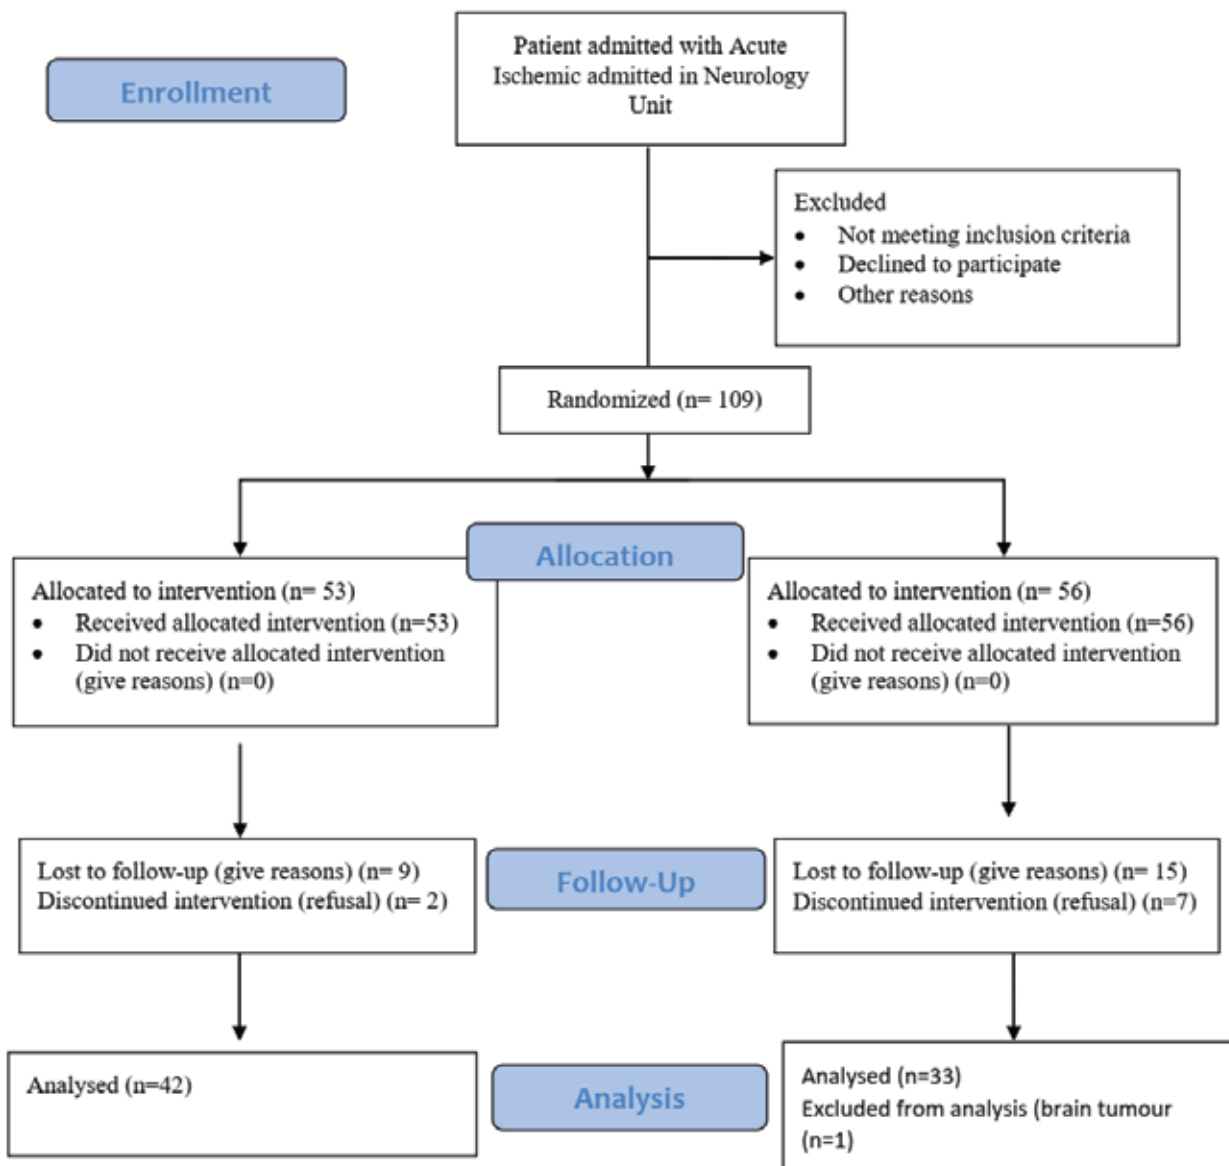 Enrollment
Patient admitted with Acute
Ischemic admitted in Neurology
Unit
Excluded
• Not meeting inclusion criteria
• Declined to participate
• Other reasons
Randomized (n= 109)
Allocation
Allocated to intervention (n= 53)
• Received allocated intervention (n=53)
• Did not receive allocated intervention
(give reasons) (n=0)
Allocated to intervention (n= 56)
• Received allocated intervention (n=56)
• Did not receive allocated intervention
(give reasons) (n=0)
Follow-Up
Lost to follow-up (give reasons) (n= 9)
Discontinued intervention (refusal) (n= 2)
Lost to follow-up (give reasons) (n= 15)
Discontinued intervention (refusal) (n=7)
Analysis
Analysed (n=42)
Analysed (n=33)
Excluded from analysis (brain tumour
(n=1)